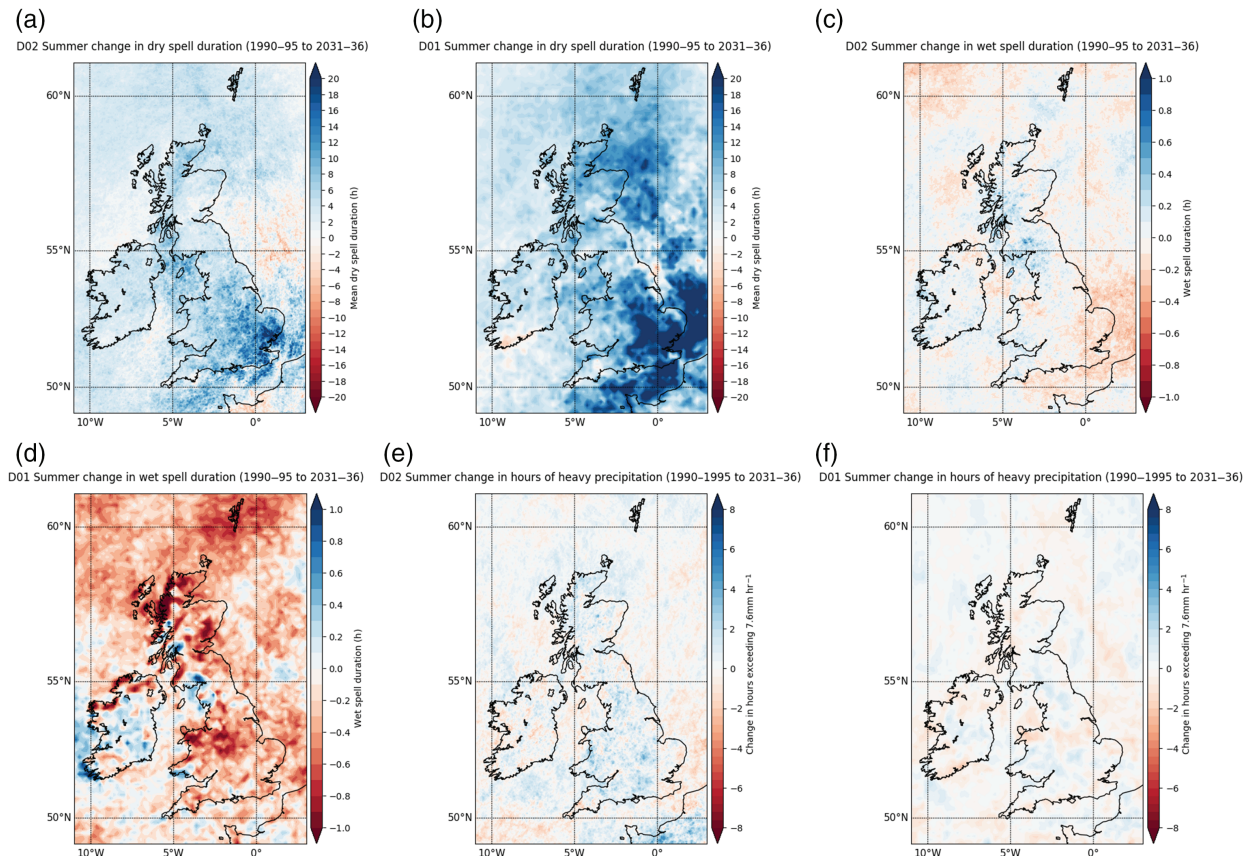 (a)
(b)
(c)
D02 Summer change in dry spell duration (1990–95 to 2031–36)
D01 Summer change in dry spell duration (1990–95 to 2031–36)
D02 Summer change in wet spell duration (1990–95 to 2031–36)
60°N
55°N
50°N
10°W 5°W 0°
20
18
16
14
12
10
8
6
4
2
0
−2
−4
−6
−8
−10
−12
−14
−16
−18
−20
Mean dry spell duration (h)
60°N
55°N
50°N
10°W 5°W 0°
20
18
16
14
12
10
8
6
4
2
0
−2
−4
−6
−8
−10
−12
−14
−16
−18
−20
Mean dry spell duration (h)
60°N
55°N
50°N
10°W 5°W 0°
1.0
0.8
0.6
0.4
0.2
0.0
−0.2
−0.4
−0.6
−0.8
−1.0
Wet spell duration (h)
(d)
(e)
(f)
D01 Summer change in wet spell duration (1990–95 to 2031–36)
D02 Summer change in hours of heavy precipitation (1990–1995 to 2031–36)
D01 Summer change in hours of heavy precipitation (1990–1995 to 2031–36)
60°N
55°N
50°N
10°W 5°W 0°
1.0
0.8
0.6
0.4
0.2
0.0
−0.2
−0.4
−0.6
−0.8
−1.0
Wet spell duration (h)
60°N
55°N
50°N
10°W 5°W 0°
8
6
4
2
0
−2
−4
−6
−8
Change in hours exceeding 7.6mm hr⁻¹
60°N
55°N
50°N
10°W 5°W 0°
8
6
4
2
0
−2
−4
−6
−8
Change in hours exceeding 7.6mm hr⁻¹